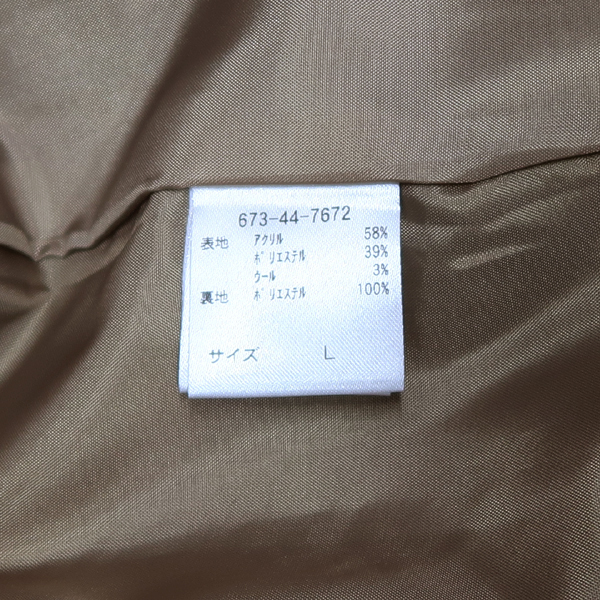 673-44-7672
表地 アクリル 58%
ポリエステル 39%
ウール 3%
裏地 ポリエステル 100%
サイズ L